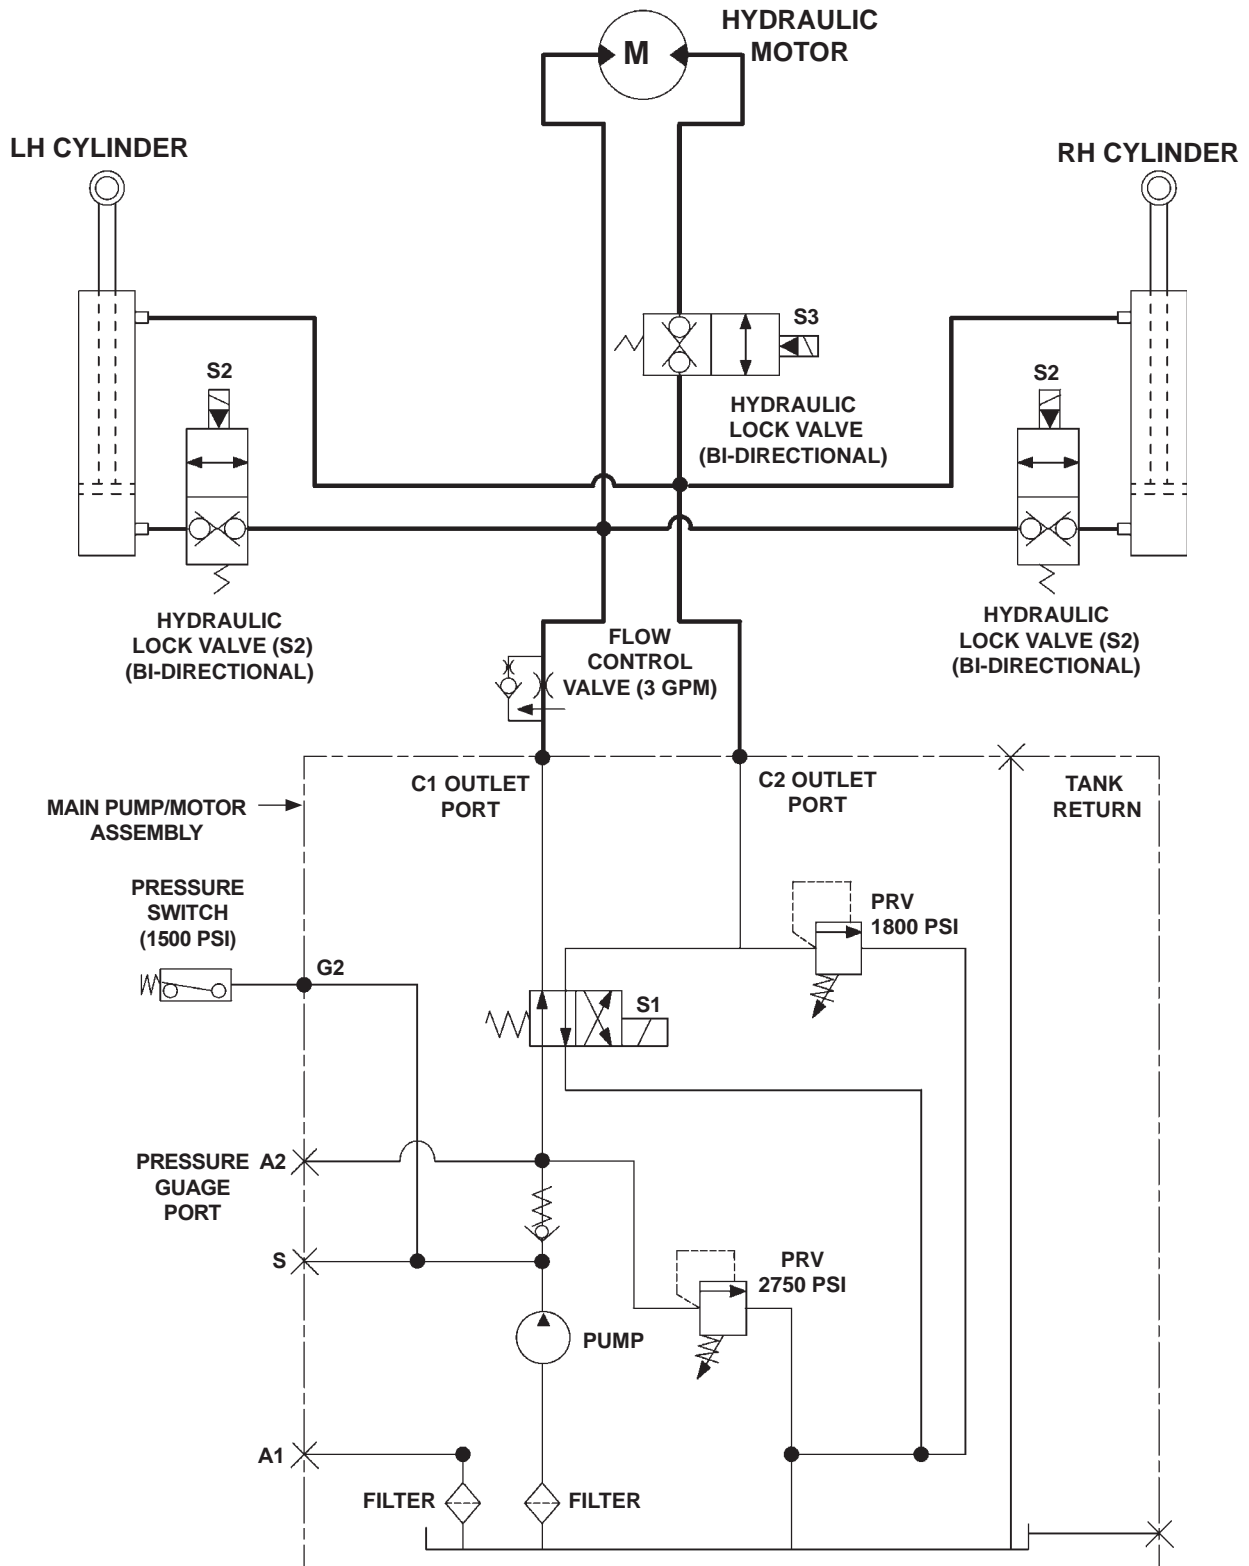 HYDRAULIC
MOTOR
M
LH CYLINDER
RH CYLINDER
S3
S2
S2
HYDRAULIC
LOCK VALVE
(BI-DIRECTIONAL)
HYDRAULIC
LOCK VALVE (S2)
(BI-DIRECTIONAL)
HYDRAULIC
LOCK VALVE (S2)
(BI-DIRECTIONAL)
FLOW
CONTROL
VALVE (3 GPM)
C1 OUTLET
PORT
C2 OUTLET
PORT
TANK
RETURN
MAIN PUMP/MOTOR
ASSEMBLY
PRESSURE
SWITCH
(1500 PSI)
PRV
1800 PSI
G2
S1
PRESSURE
GUAGE
PORT
A2
S
PRV
2750 PSI
PUMP
A1
FILTER
FILTER